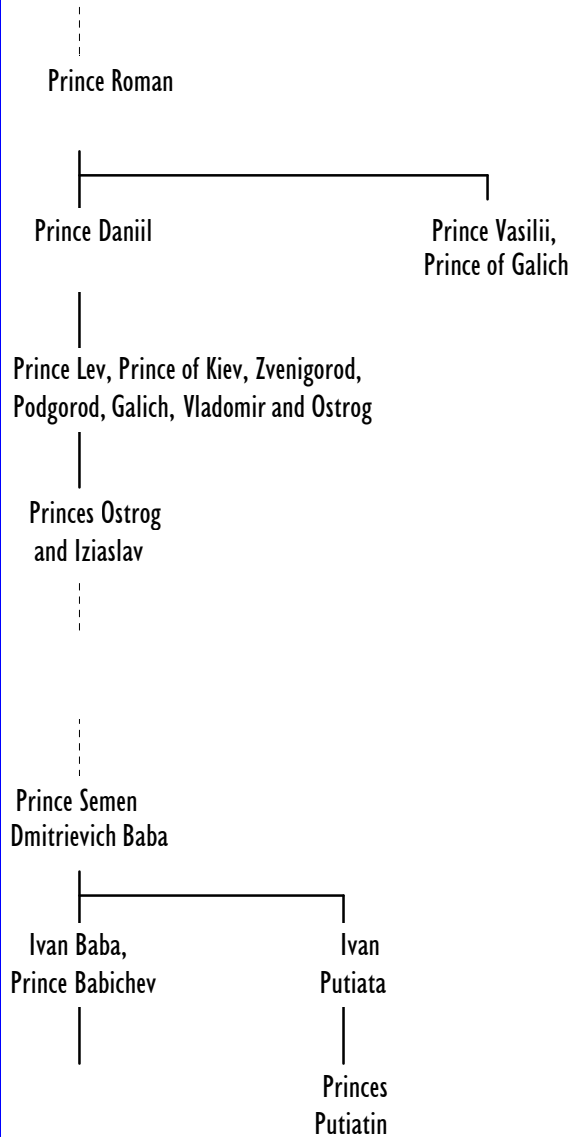 Prince Roman
Prince Daniil
Prince Vasilii,
Prince of Galich
Prince Lev, Prince of Kiev, Zvenigorod,
Podgorod, Galich, Vladomir and Ostrog
Princes Ostrog
and Iziaslav
Prince Semen
Dmitrievich Baba
Ivan Baba,
Prince Babichev
Ivan
Putiata
Princes
Putiatin